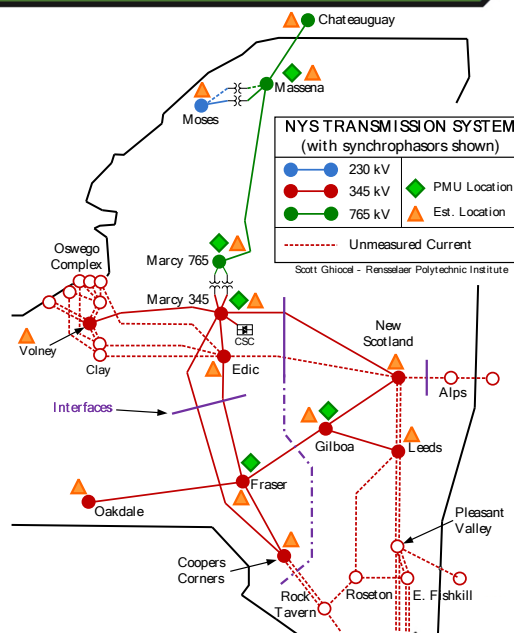 Chateauguay
Massena
Moses
NYS TRANSMISSION SYSTEM
(with synchrophasors shown)
230 kV
345 kV
765 kV
PMU Location
Est. Location
Unmeasured Current
Scott Ghiocel - Rensselaer Polytechnic Institute
Oswego
Complex
Marcy 765
Marcy 345
CSC
New
Scotland
Volney
Clay
Edic
Alps
Interfaces
Gilboa
Leeds
Fraser
Oakdale
Pleasant
Valley
Coopers
Corners
Rock
Tavern
Roseton
E. Fishkill